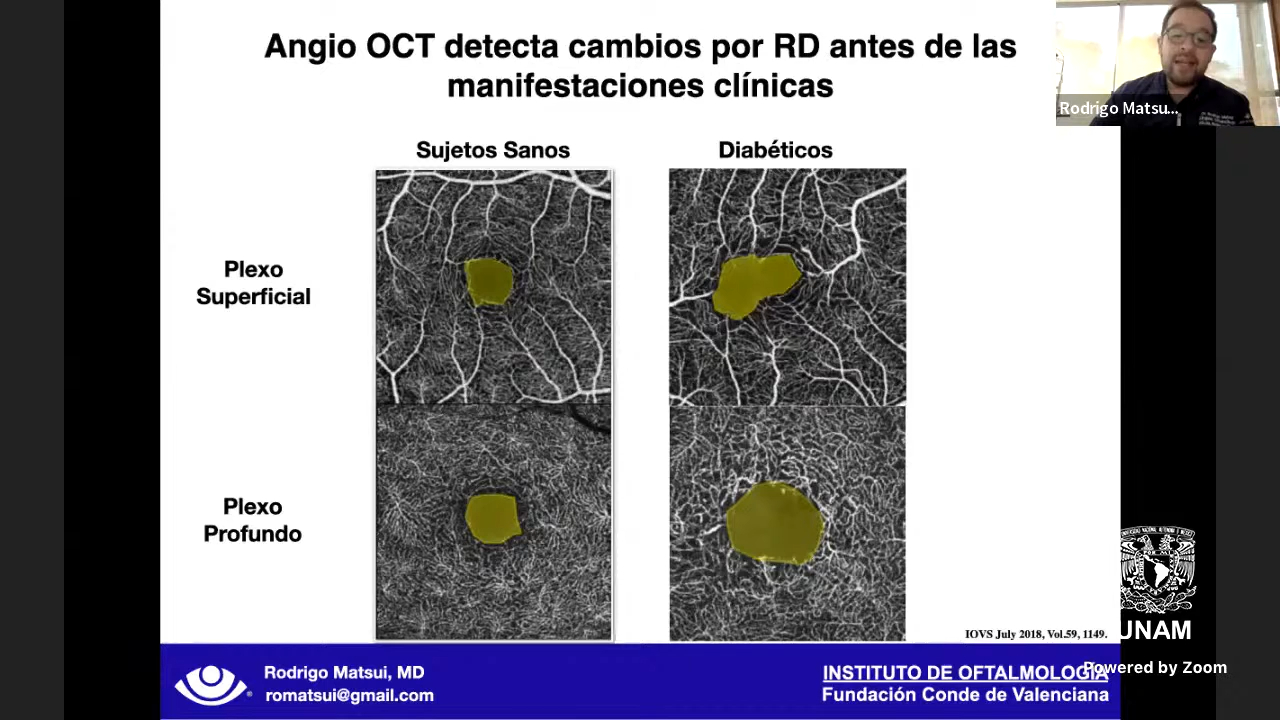 Angio OCT detecta cambios por RD antes de las
manifestaciones clínicas
Rodrigo Matsu...
Sujetos Sanos
Diabéticos
Plexo
Superficial
Plexo
Profundo
IOVS July 2018, Vol.59, 1149.
UNAM
Powered by Zoom
Rodrigo Matsui, MD
romatsui@gmail.com
INSTITUTO DE OFTALMOLOGÍA
Fundación Conde de Valenciana